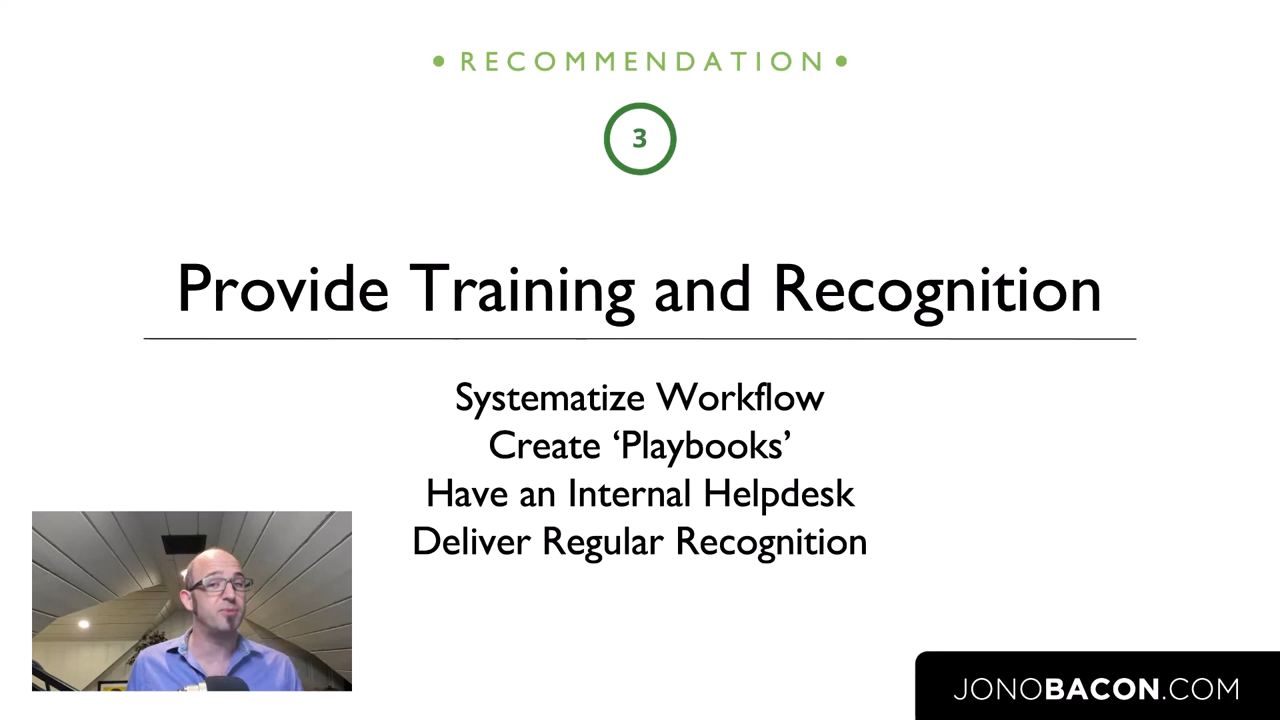 • RECOMMENDATION •
3
Provide Training and Recognition
Systematize Workflow
Create ‘Playbooks’
Have an Internal Helpdesk
Deliver Regular Recognition
JONOBACON.COM